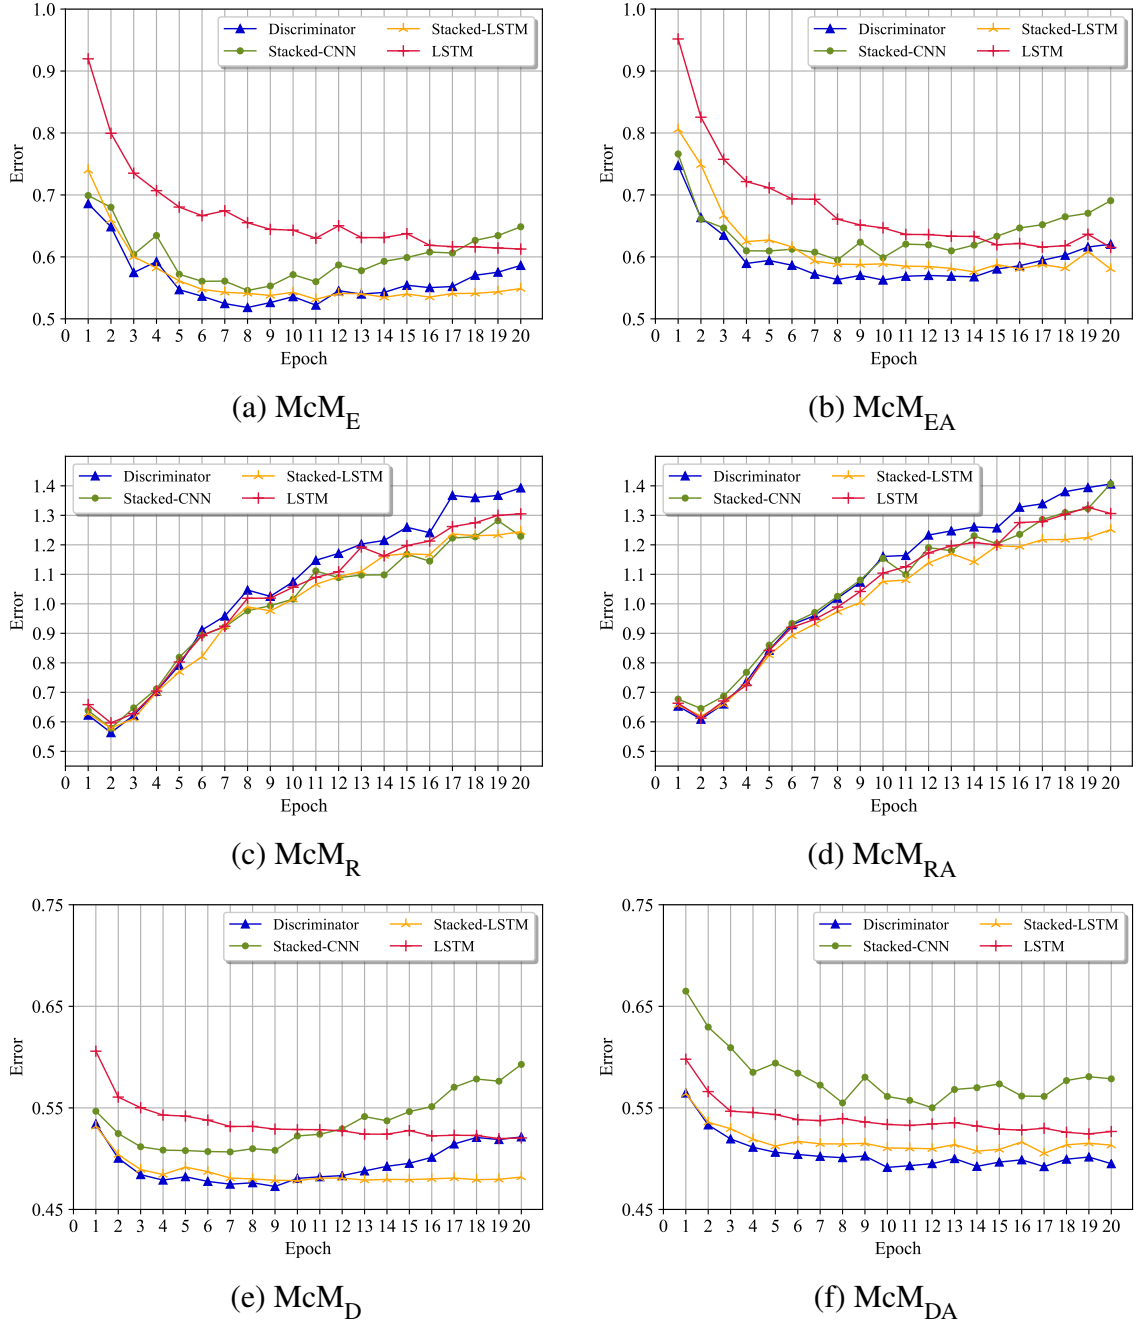 Discriminator Stacked-LSTM
Stacked-CNN LSTM
1.0
0.9
0.8
0.7
0.6
0.5
Error
0 1 2 3 4 5 6 7 8 9 10 11 12 13 14 15 16 17 18 19 20
Epoch
(a) McM_E
Discriminator Stacked-LSTM
Stacked-CNN LSTM
1.0
0.9
0.8
0.7
0.6
0.5
Error
0 1 2 3 4 5 6 7 8 9 10 11 12 13 14 15 16 17 18 19 20
Epoch
(b) McM_EA
Discriminator Stacked-LSTM
Stacked-CNN LSTM
1.4
1.3
1.2
1.1
1.0
0.9
0.8
0.7
0.6
0.5
Error
0 1 2 3 4 5 6 7 8 9 10 11 12 13 14 15 16 17 18 19 20
Epoch
(c) McM_R
Discriminator Stacked-LSTM
Stacked-CNN LSTM
1.4
1.3
1.2
1.1
1.0
0.9
0.8
0.7
0.6
0.5
Error
0 1 2 3 4 5 6 7 8 9 10 11 12 13 14 15 16 17 18 19 20
Epoch
(d) McM_RA
Discriminator Stacked-LSTM
Stacked-CNN LSTM
0.75
0.65
0.55
0.45
Error
0 1 2 3 4 5 6 7 8 9 10 11 12 13 14 15 16 17 18 19 20
Epoch
(e) McM_D
Discriminator Stacked-LSTM
Stacked-CNN LSTM
0.75
0.65
0.55
0.45
Error
0 1 2 3 4 5 6 7 8 9 10 11 12 13 14 15 16 17 18 19 20
Epoch
(f) McM_DA